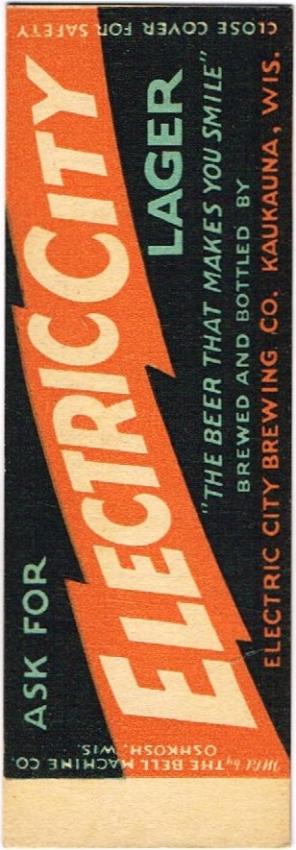 CLOSE COVER FOR SAFETY
ASK FOR
ELECTRIC CITY
LAGER
"THE BEER THAT MAKES YOU SMILE"
BREWED AND BOTTLED BY
ELECTRIC CITY BREWING CO. KAUKAUNA, WIS.
Mfd by THE BELL MACHINE CO.
OSHKOSH, WIS.